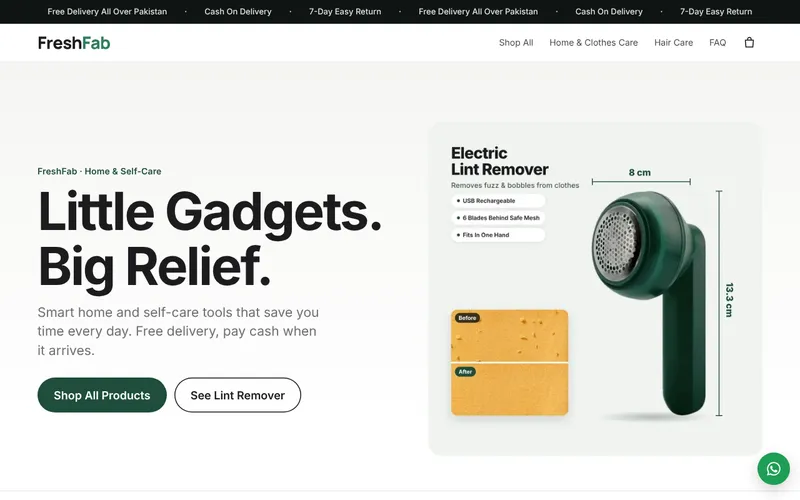 Free Delivery All Over Pakistan · Cash On Delivery · 7-Day Easy Return · Free Delivery All Over Pakistan · Cash On Delivery · 7-Day Easy Return ·
FreshFab
Shop All
Home & Clothes Care
Hair Care
FAQ
FreshFab · Home & Self-Care
Little Gadgets.
Big Relief.
Smart home and self-care tools that save you
time every day. Free delivery, pay cash when
it arrives.
Shop All Products
See Lint Remover
Electric
Lint Remover
Removes fuzz & bobbles from clothes
• USB Rechargeable
• 6 Blades Behind Safe Mesh
• Fits In One Hand
8 cm
13.3 cm
Before
After